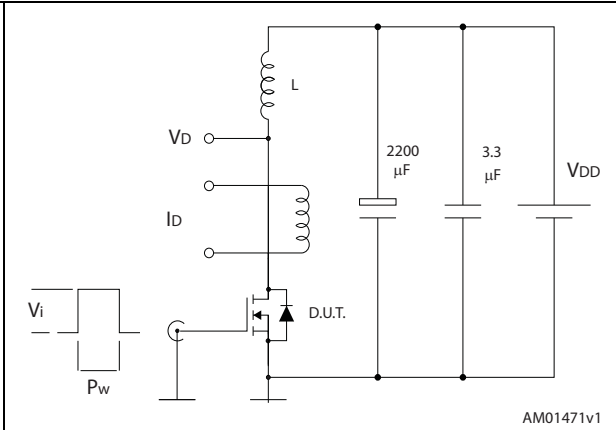 L
VD
2200
μF
3.3
μF
VDD
ID
Vi
D.U.T.
Pw
AM01471v1